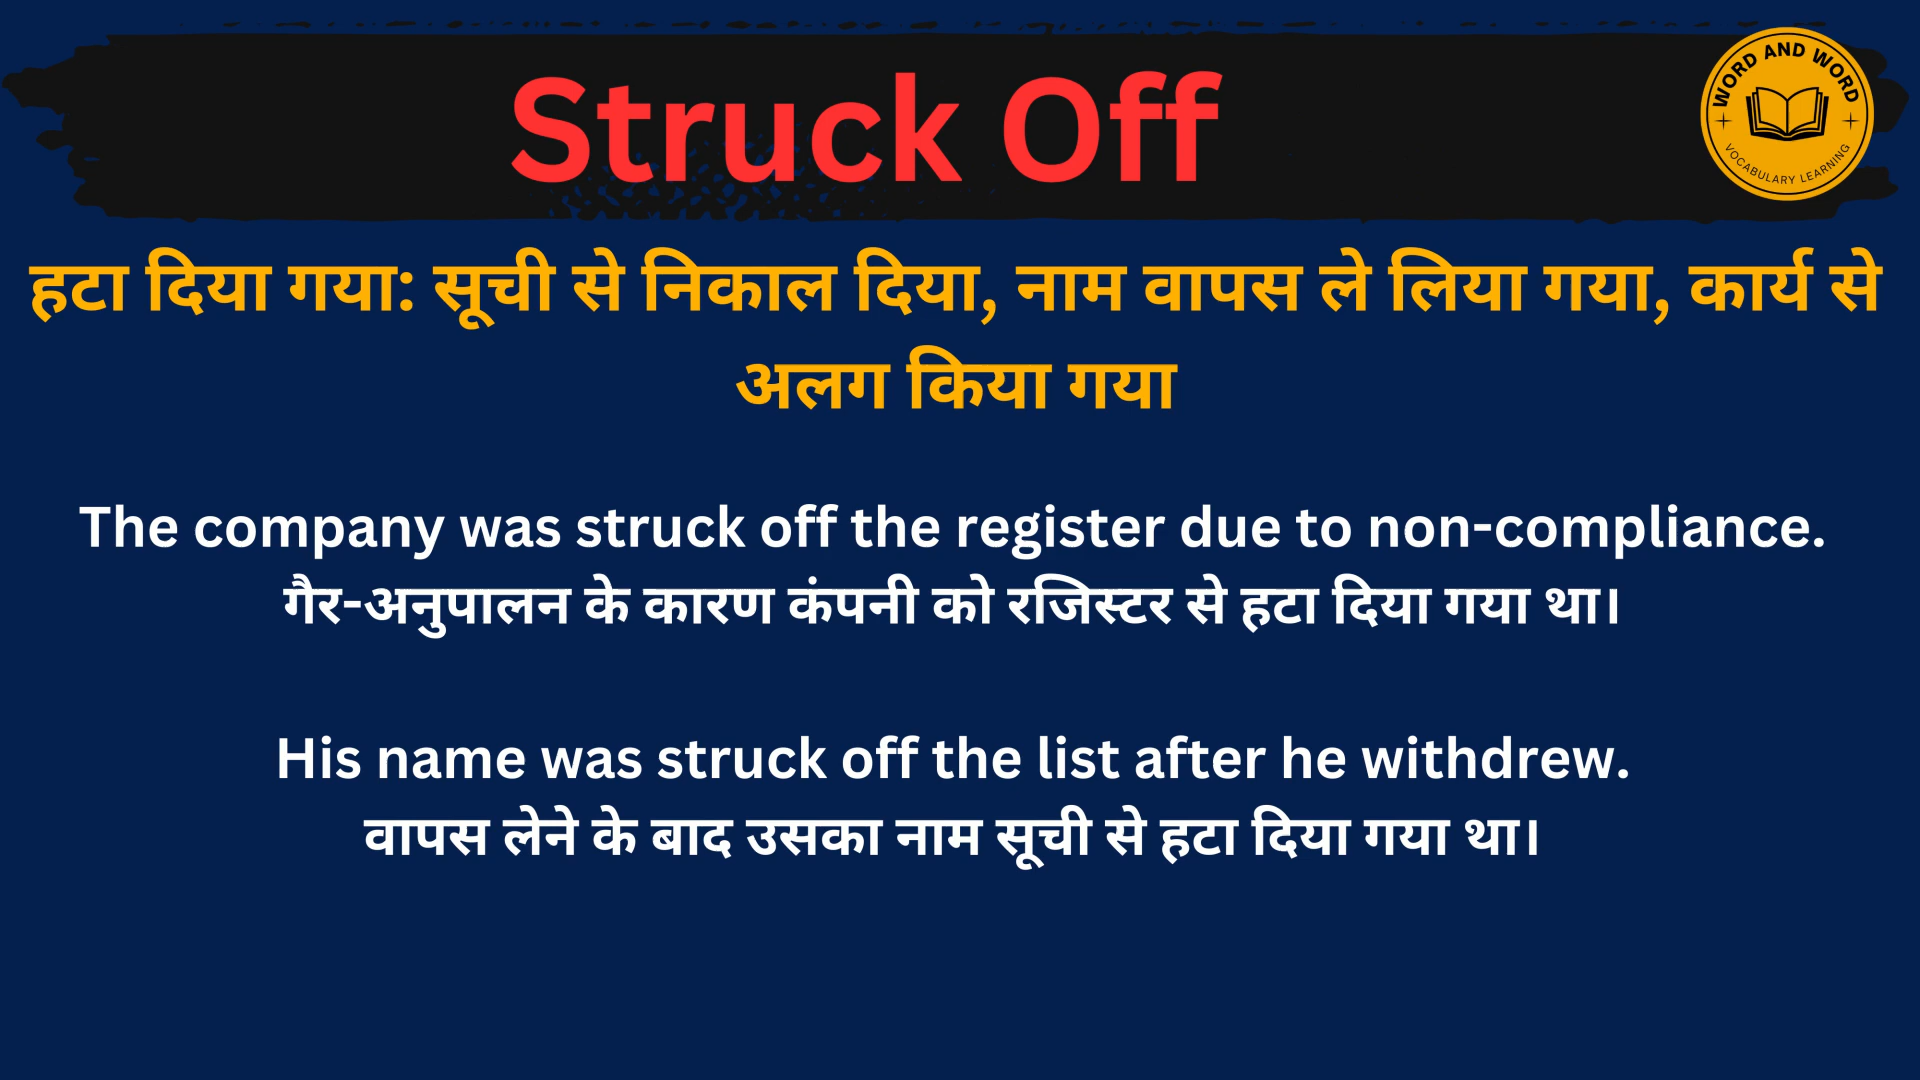 Struck Off
WORD AND WORD
VOCABULARY LEARNING
हटा दिया गया: सूची से निकाल दिया, नाम वापस ले लिया गया, कार्य से
अलग किया गया
The company was struck off the register due to non-compliance.
गैर-अनुपालन के कारण कंपनी को रजिस्टर से हटा दिया गया था।
His name was struck off the list after he withdrew.
वापस लेने के बाद उसका नाम सूची से हटा दिया गया था।